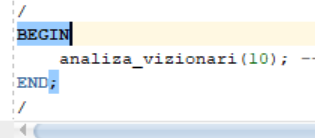 /
BEGIN
    analiza_vizionari(10); --
END;
/